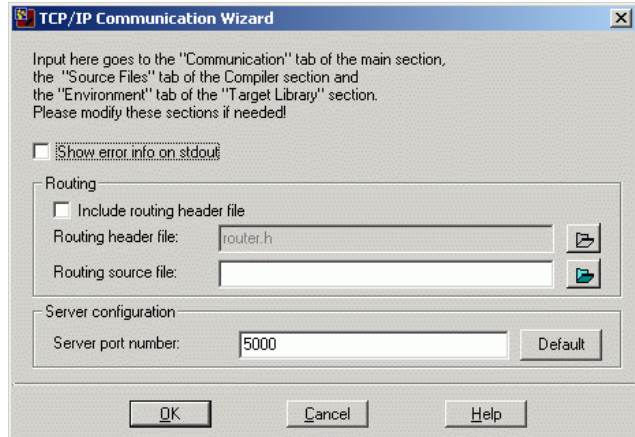 TCP/IP Communication Wizard
Input here goes to the "Communication" tab of the main section,
the "Source Files" tab of the Compiler section and
the "Environment" tab of the "Target Library" section.
Please modify these sections if needed!
Show error info on stdout
Routing
Include routing header file
Routing header file: router.h
Routing source file:
Server configuration
Server port number: 5000 Default
OK Cancel Help